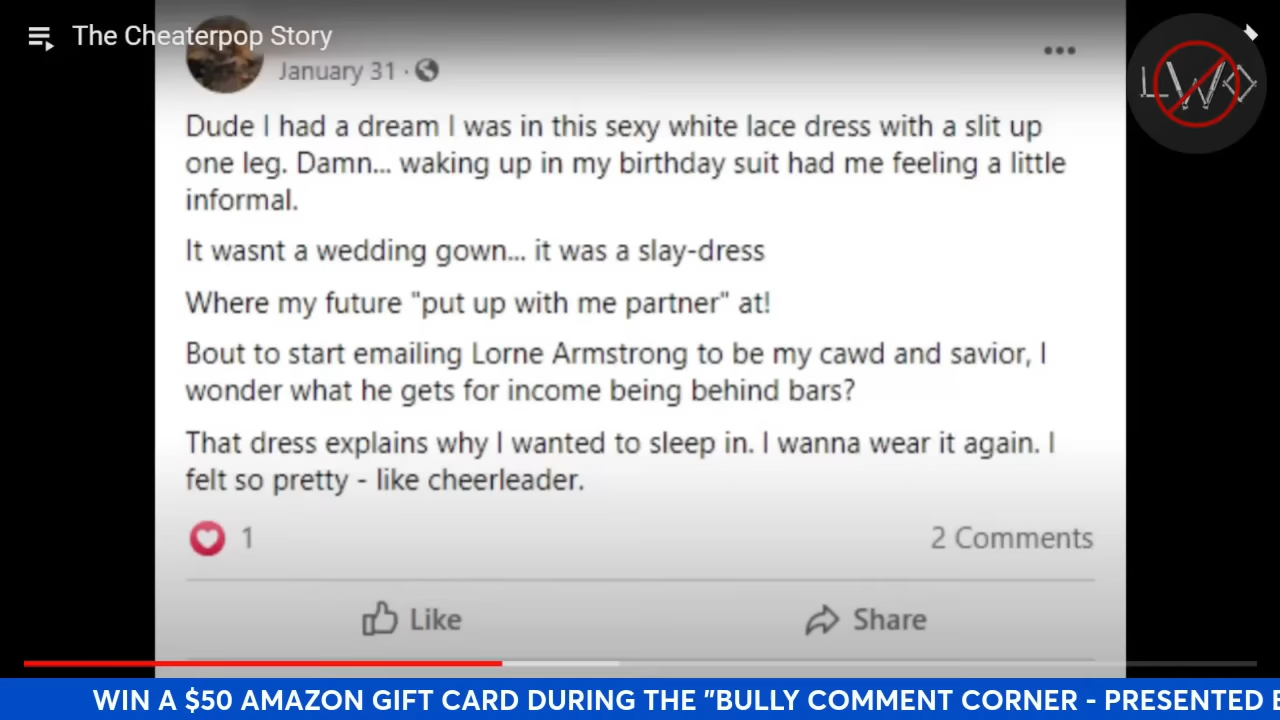 The Cheaterpop Story
January 31 ·
LWO
Dude I had a dream I was in this sexy white lace dress with a slit up
one leg. Damn... waking up in my birthday suit had me feeling a little
informal.
It wasnt a wedding gown... it was a slay-dress
Where my future "put up with me partner" at!
Bout to start emailing Lorne Armstrong to be my cawd and savior, I
wonder what he gets for income being behind bars?
That dress explains why I wanted to sleep in. I wanna wear it again. I
felt so pretty - like cheerleader.
1
2 Comments
Like
Share
WIN A $50 AMAZON GIFT CARD DURING THE "BULLY COMMENT CORNER - PRESENTED